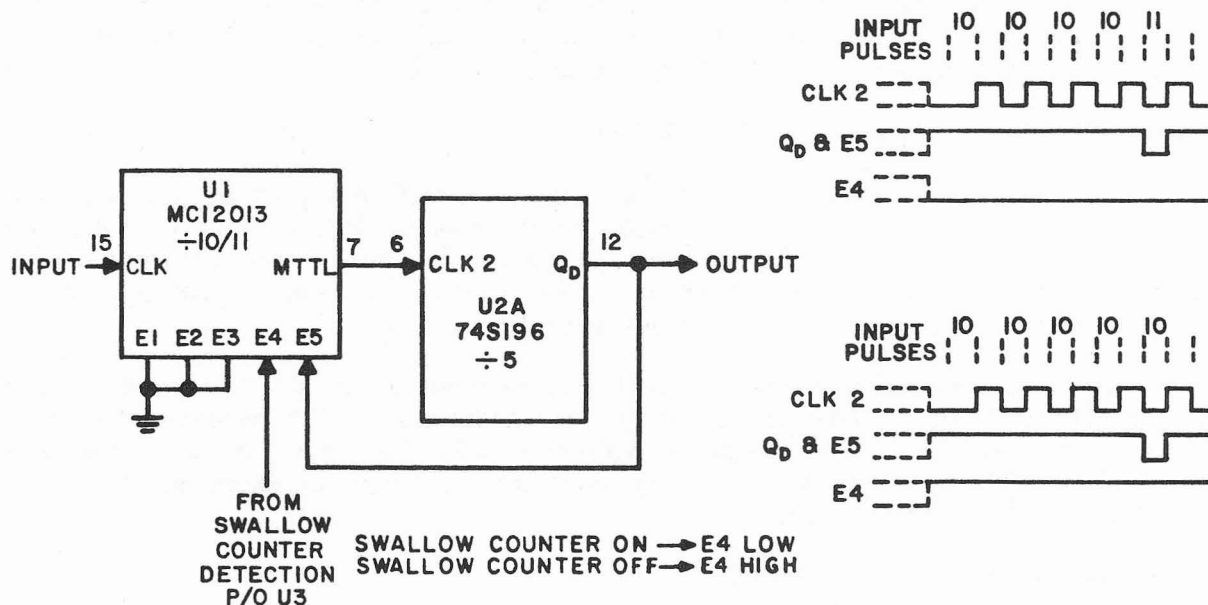 U1
MC12013
÷10/11
15
INPUT
CLK
MTTL
7
E1 E2 E3 E4 E5
6
CLK 2
QD
12
OUTPUT
U2A
74S196
÷5
FROM
SWALLOW
COUNTER
DETECTION
P/O U3
SWALLOW COUNTER ON → E4 LOW
SWALLOW COUNTER OFF → E4 HIGH
INPUT
PULSES
10 10 10 10 11
CLK 2
QD & E5
E4
INPUT
PULSES
10 10 10 10 10
CLK 2
QD & E5
E4